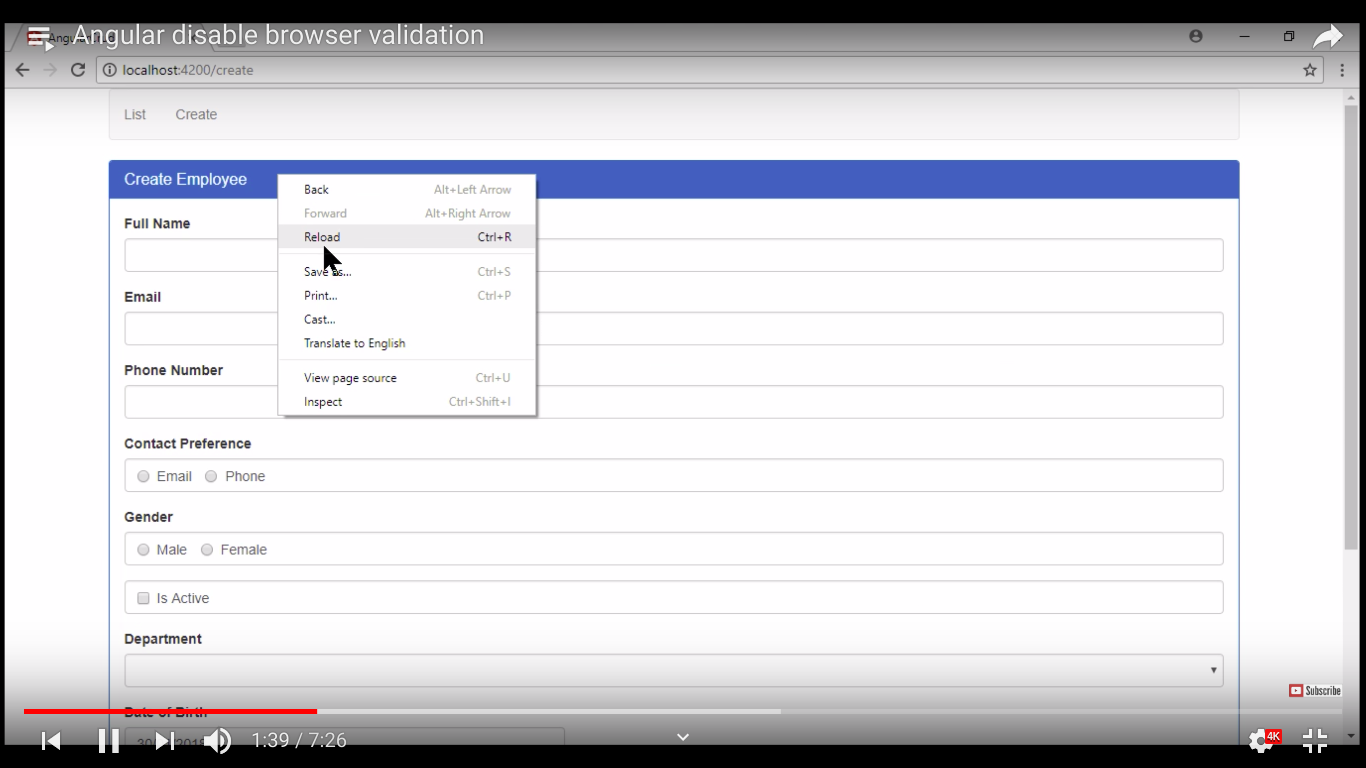 Angular disable browser validation
localhost:4200/create
List Create
Create Employee
Back Alt+Left Arrow
Forward Alt+Right Arrow
Reload Ctrl+R
Save as... Ctrl+S
Print... Ctrl+P
Cast...
Translate to English
View page source Ctrl+U
Inspect Ctrl+Shift+I
Full Name
Email
Phone Number
Contact Preference
Email Phone
Gender
Male Female
Is Active
Department
Subscribe
Date of Birth
1:39 / 7:26
4K